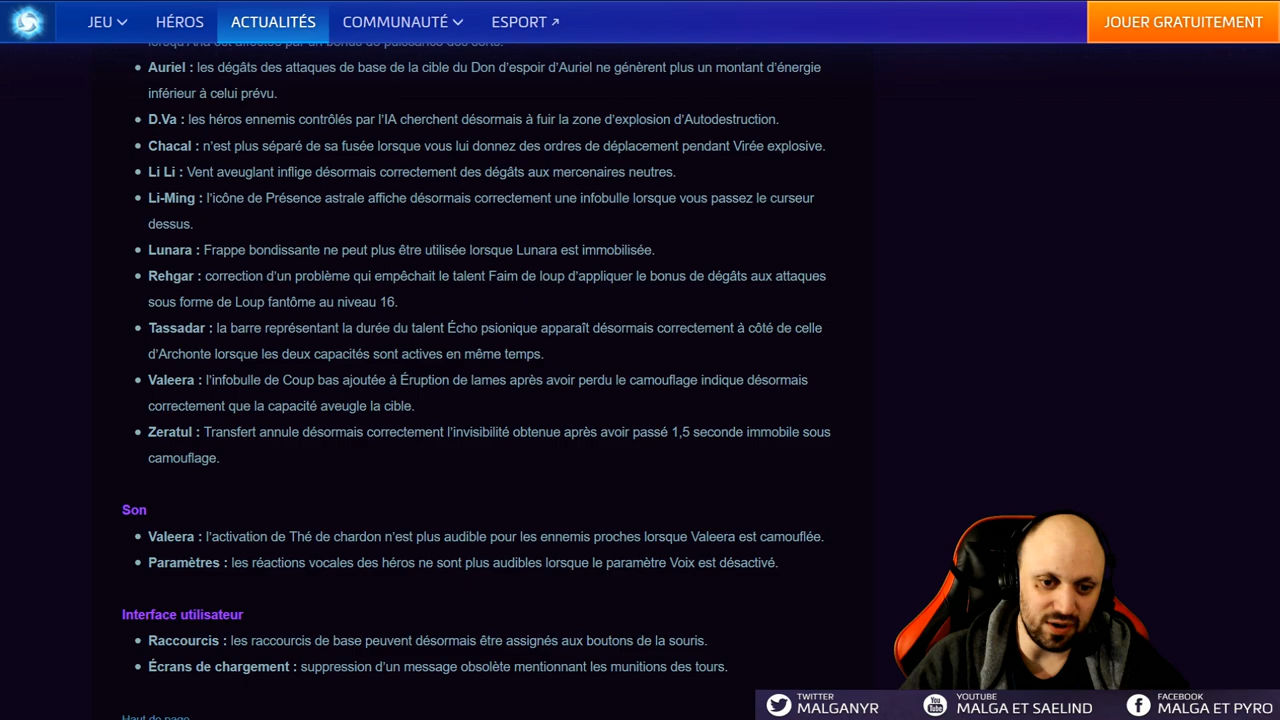 JEU HÉROS ACTUALITÉS COMMUNAUTÉ ESPORT JOUER GRATUITEMENT
lorsqu'Ana est affectée par un bonus de puissance des sorts.
Auriel : les dégâts des attaques de base de la cible du Don d'espoir d'Auriel ne génèrent plus un montant d'énergie
inférieur à celui prévu.
D.Va : les héros ennemis contrôlés par l'IA cherchent désormais à fuir la zone d'explosion d'Autodestruction.
Chacal : n'est plus séparé de sa fusée lorsque vous lui donnez des ordres de déplacement pendant Virée explosive.
Li Li : Vent aveuglant inflige désormais correctement des dégâts aux mercenaires neutres.
Li-Ming : l'icône de Présence astrale affiche désormais correctement une infobulle lorsque vous passez le curseur
dessus.
Lunara : Frappe bondissante ne peut plus être utilisée lorsque Lunara est immobilisée.
Rehgar : correction d'un problème qui empêchait le talent Faim de loup d'appliquer le bonus de dégâts aux attaques
sous forme de Loup fantôme au niveau 16.
Tassadar : la barre représentant la durée du talent Écho psionique apparaît désormais correctement à côté de celle
d'Archonte lorsque les deux capacités sont actives en même temps.
Valeera : l'infobulle de Coup bas ajoutée à Éruption de lames après avoir perdu le camouflage indique désormais
correctement que la capacité aveugle la cible.
Zeratul : Transfert annule désormais correctement l'invisibilité obtenue après avoir passé 1,5 seconde immobile sous
camouflage.
Son
Valeera : l'activation de Thé de chardon n'est plus audible pour les ennemis proches lorsque Valeera est camouflée.
Paramètres : les réactions vocales des héros ne sont plus audibles lorsque le paramètre Voix est désactivé.
Interface utilisateur
Raccourcis : les raccourcis de base peuvent désormais être assignés aux boutons de la souris.
Écrans de chargement : suppression d'un message obsolète mentionnant les munitions des tours.
Haut de page
TWITTER
MALGANYR
YOUTUBE
MALGA ET SAELIND
FACEBOOK
MALGA ET PYRO